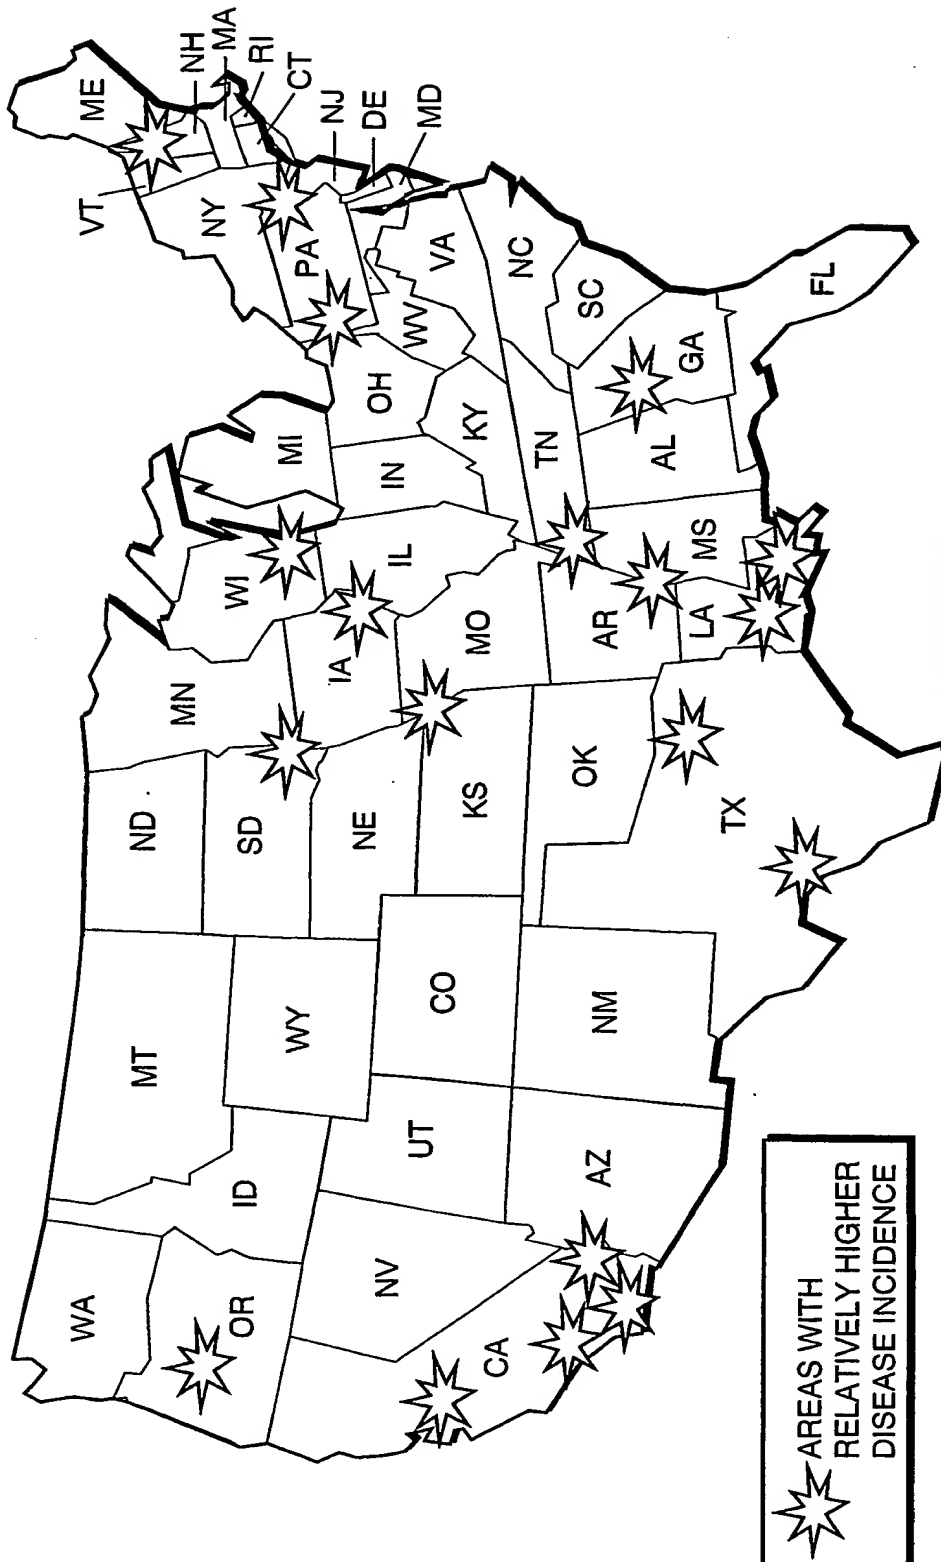 WA
OR
CA
NV
ID
MT
WY
UT
AZ
CO
NM
ND
SD
NE
KS
OK
TX
MN
IA
MO
AR
LA
WI
IL
MS
MI
IN
KY
TN
AL
OH
WV
VA
NC
SC
GA
FL
PA
NY
VT
ME
NH
MA
RI
CT
NJ
DE
MD
AREAS WITH
RELATIVELY HIGHER
DISEASE INCIDENCE